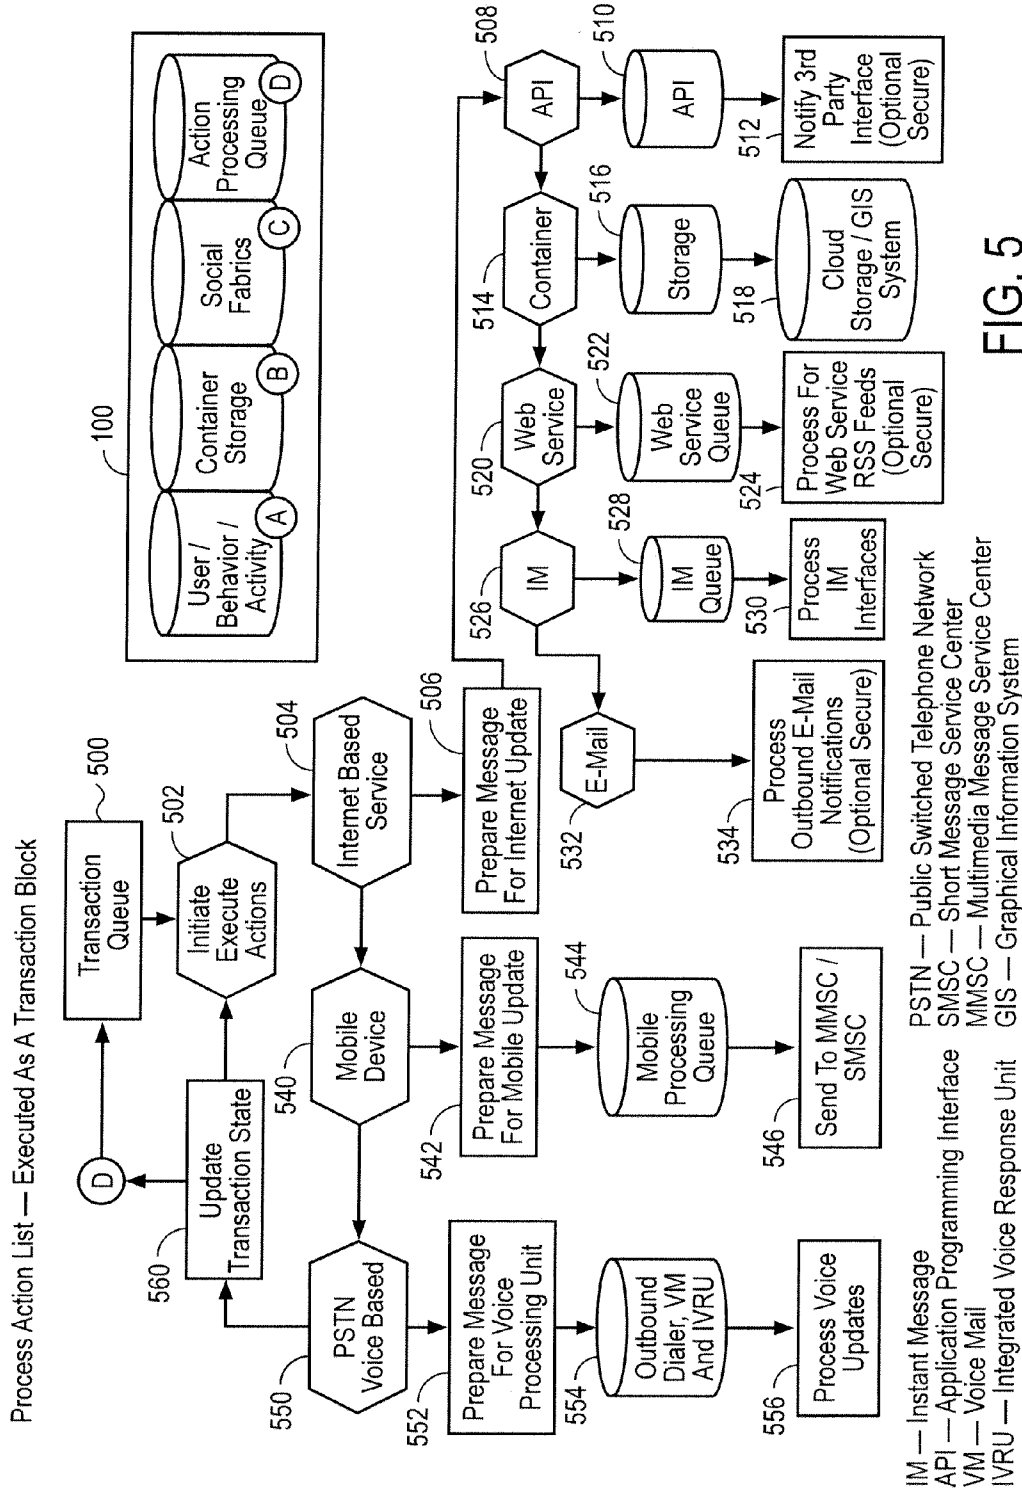 Process Action List — Executed As A Transaction Block
100
User /
Behavior /
Activity
A
Container
Storage
B
Social
Fabrics
C
Action
Processing
Queue
D
D
Transaction
Queue
500
Update
Transaction State
560
Initiate
Execute
Actions
502
PSTN
Voice Based
550
Mobile
Device
540
Internet Based
Service
504
Prepare Message
For Voice
Processing Unit
552
Prepare Message
For Mobile Update
542
Prepare Message
For Internet Update
506
Outbound
Dialer, VM
And IVRU
554
Mobile
Processing
Queue
544
Process Voice
Updates
556
Send To MMSC /
SMSC
546
E-Mail
532
Process
Outbound E-Mail
Notifications
(Optional Secure)
534
IM
526
IM
Queue
528
Process
IM
Interfaces
530
Web
Service
520
Web
Service
Queue
522
Process For
Web Service
RSS Feeds
(Optional
Secure)
524
Container
514
Storage
516
Cloud
Storage / GIS
System
518
API
508
API
510
Notify 3rd
Party
Interface
(Optional
Secure)
512
IM — Instant Message
API — Application Programming Interface
VM — Voice Mail
IVRU — Integrated Voice Response Unit
PSTN — Public Switched Telephone Network
SMSC — Short Message Service Center
MMSC — Multimedia Message Service Center
GIS — Graphical Information System
FIG. 5